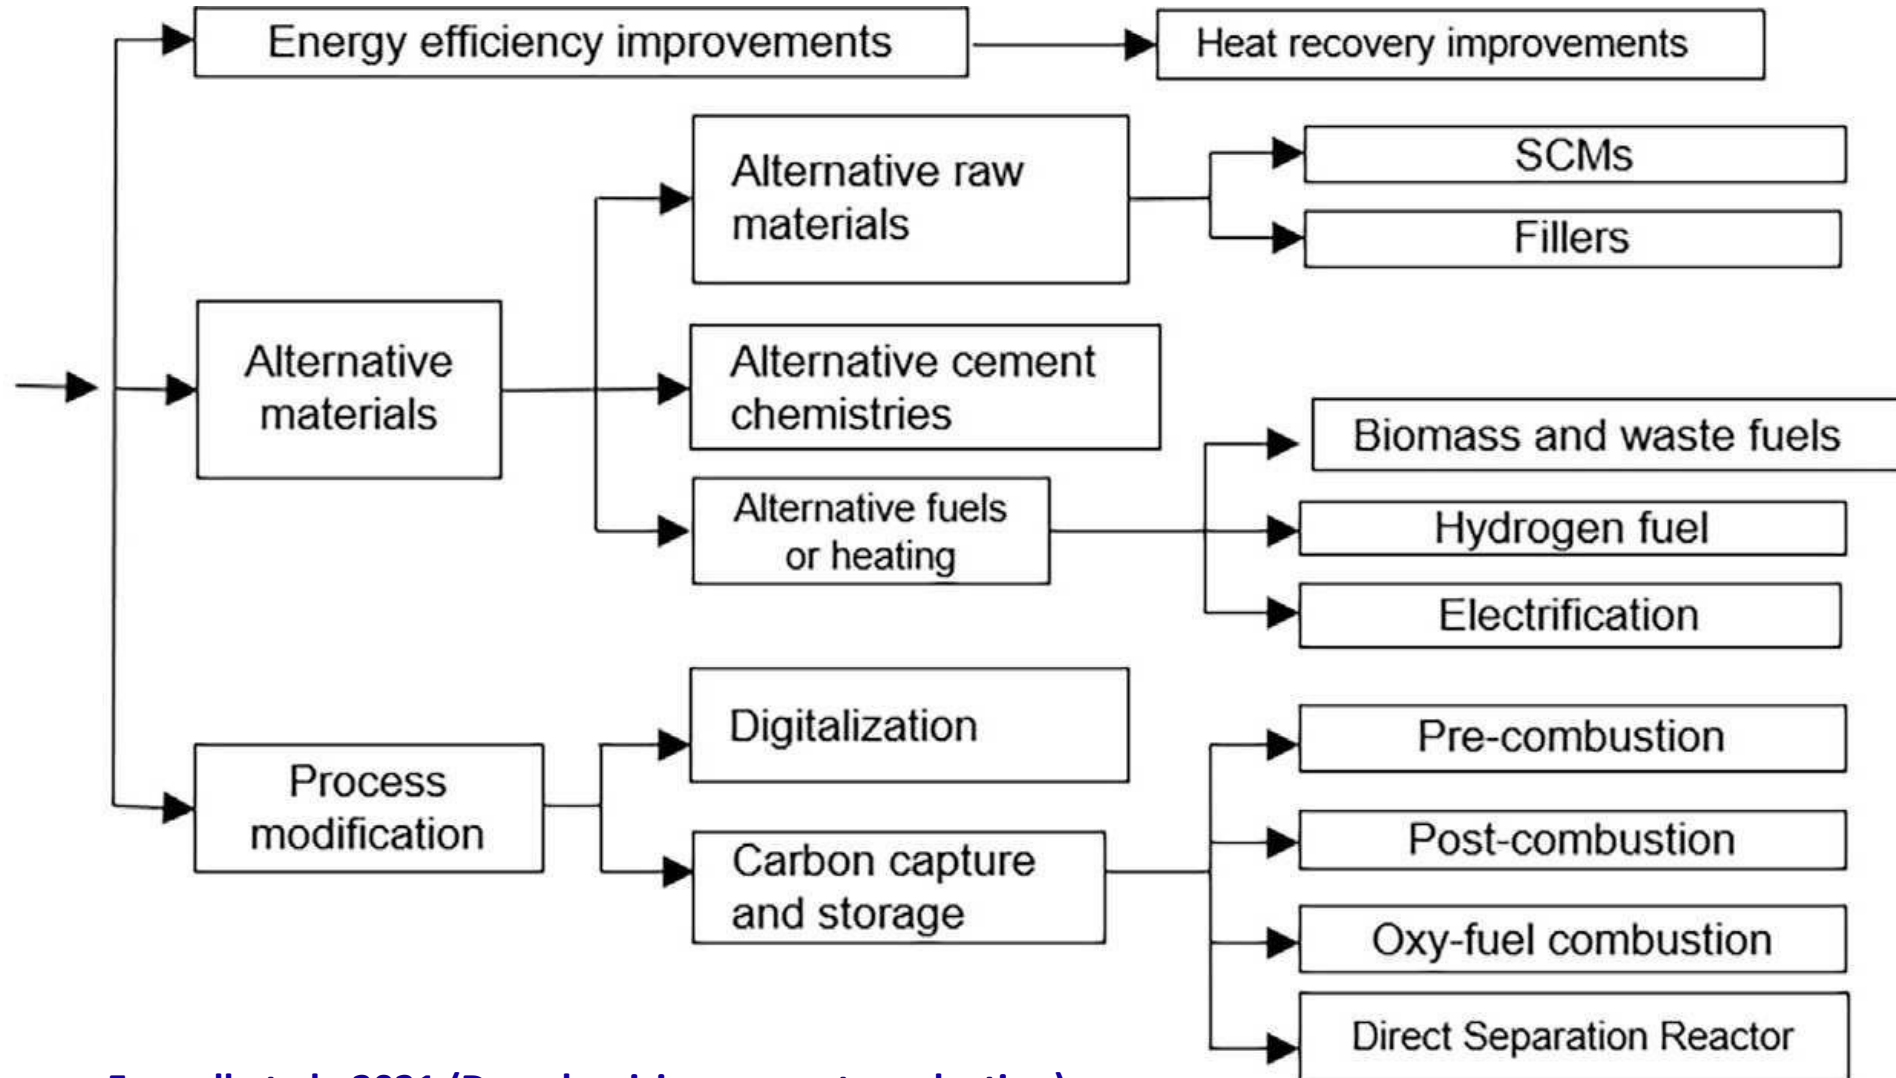 Energy efficiency improvements
Heat recovery improvements
Alternative raw
materials
SCMs
Fillers
Alternative
materials
Alternative cement
chemistries
Biomass and waste fuels
Alternative fuels
or heating
Hydrogen fuel
Electrification
Process
modification
Digitalization
Carbon capture
and storage
Pre-combustion
Post-combustion
Oxy-fuel combustion
Direct Separation Reactor
2021